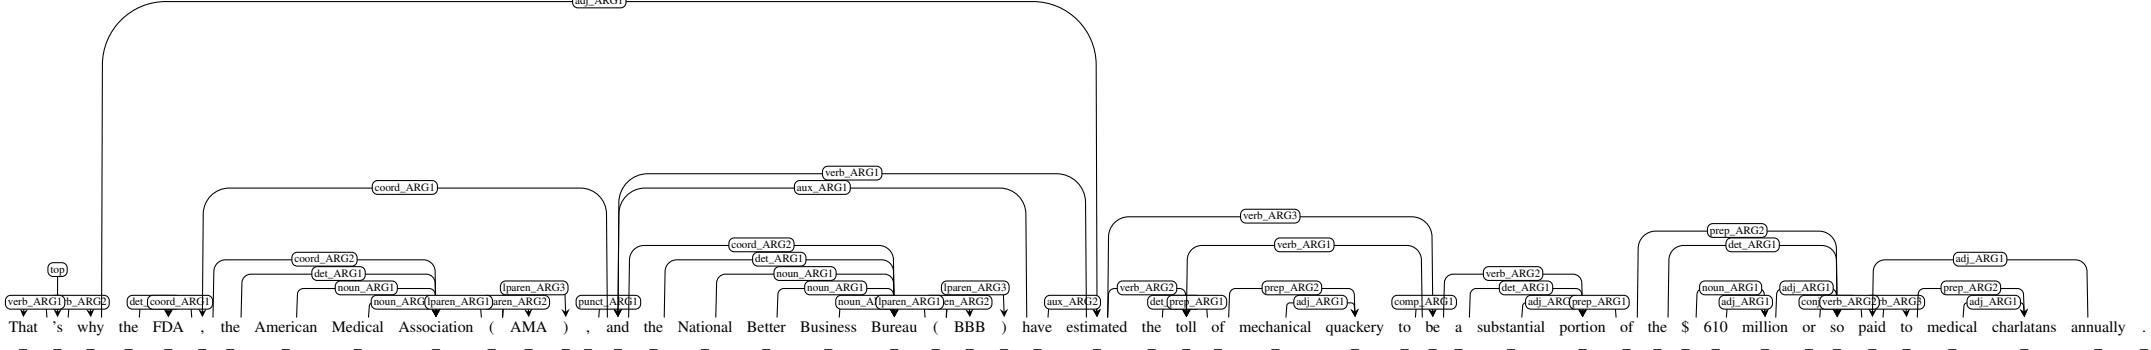 adj_ARG1
verb_ARG1
coord_ARG1 aux_ARG1
verb_ARG3
prep_ARG2
coord_ARG2 verb_ARG1 det_ARG1
coord_ARG2 det_ARG1 adj_ARG1
top det_ARG1 noun_ARG1 verb_ARG2
noun_ARG1 lparen_ARG3 noun_ARG1 lparen_ARG3 verb_ARG2 prep_ARG2 det_ARG1 noun_ARG1 adj_ARG1 prep_ARG2
verb_ARG1 coord_ARG1 lparen_ARG1 punct_ARG1 lparen_ARG1 aux_ARG2 prep_ARG1 adj_ARG1 comp_ARG1 prep_ARG1 adj_ARG1 verb_ARG2 adj_ARG1
That 's why the FDA , the American Medical Association ( AMA ) , and the National Better Business Bureau ( BBB ) have estimated the toll of mechanical quackery to be a substantial portion of the $ 610 million or so paid to medical charlatans annually .